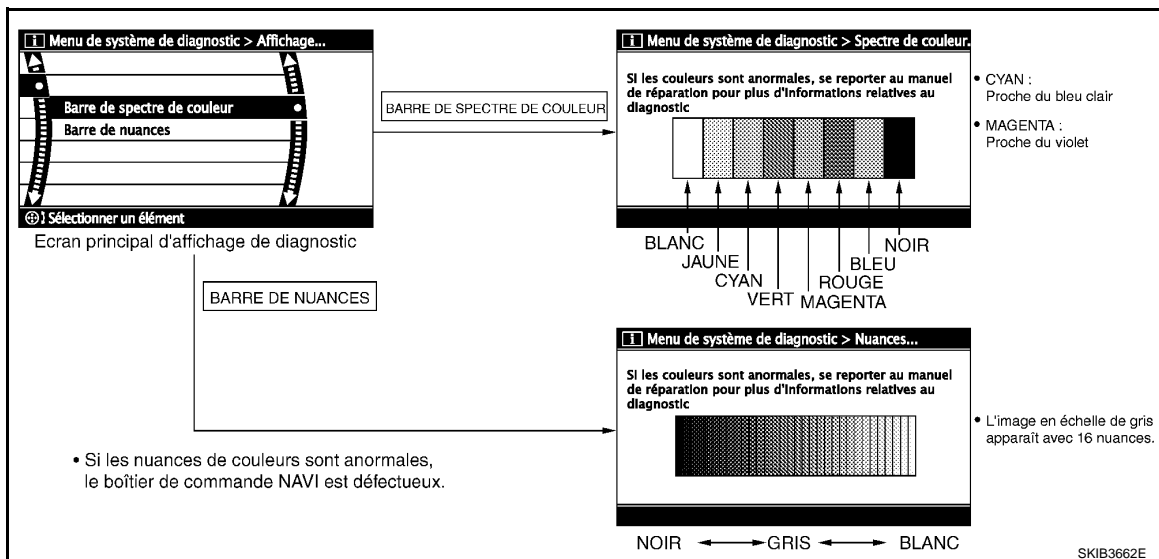 Menu de système de diagnostic > Affichage...
Barre de spectre de couleur
Barre de nuances
Sélectionner un élément
Ecran principal d'affichage de diagnostic
BARRE DE SPECTRE DE COULEUR
Menu de système de diagnostic > Spectre de couleur.
Si les couleurs sont anormales, se reporter au manuel
de réparation pour plus d'informations relatives au
diagnostic
BLANC
JAUNE
CYAN
VERT
MAGENTA
ROUGE
BLEU
NOIR
• CYAN :
Proche du bleu clair
• MAGENTA :
Proche du violet
BARRE DE NUANCES
Menu de système de diagnostic > Nuances...
Si les couleurs sont anormales, se reporter au manuel
de réparation pour plus d'informations relatives au
diagnostic
NOIR GRIS BLANC
• L'image en échelle de gris
apparaît avec 16 nuances.
• Si les nuances de couleurs sont anormales,
le boîtier de commande NAVI est défectueux.
SKIB3662E